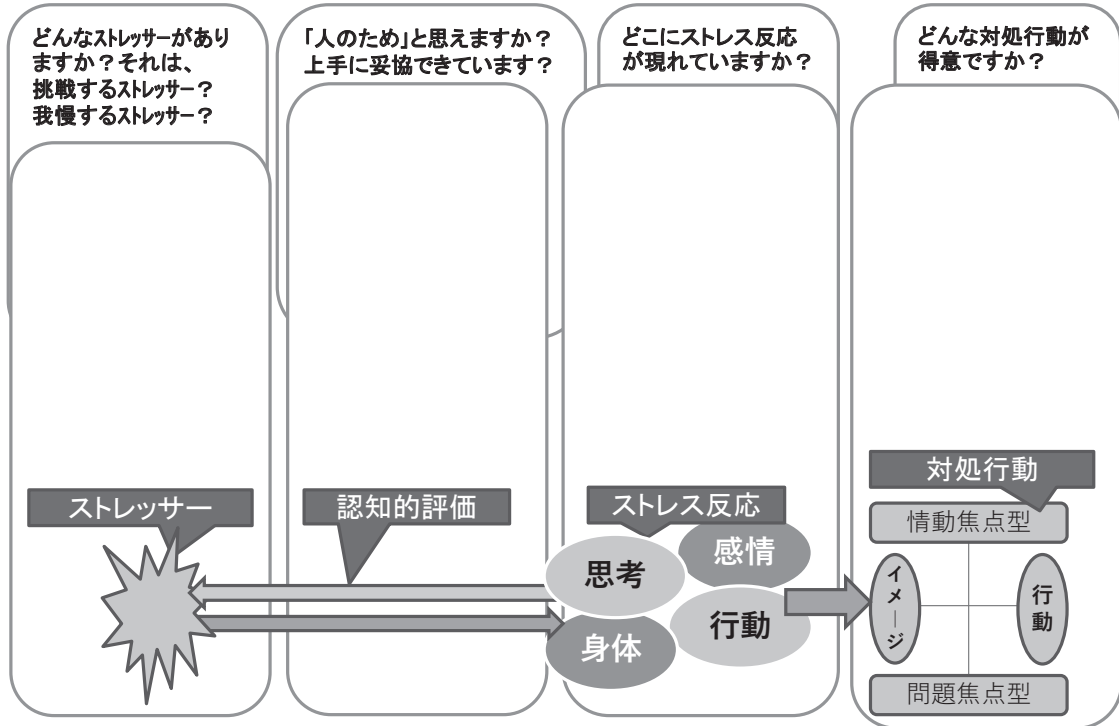 どんなストレッサーがあり
ますか？それは、
挑戦するストレッサー？
我慢するストレッサー？
「人のため」と思えますか？
上手に妥協できています？
どこにストレス反応
が現れていますか？
どんな対処行動が
得意ですか？
ストレッサー
認知的評価
ストレス反応
対処行動
思考
感情
身体
行動
情動焦点型
イメージ
行動
問題焦点型